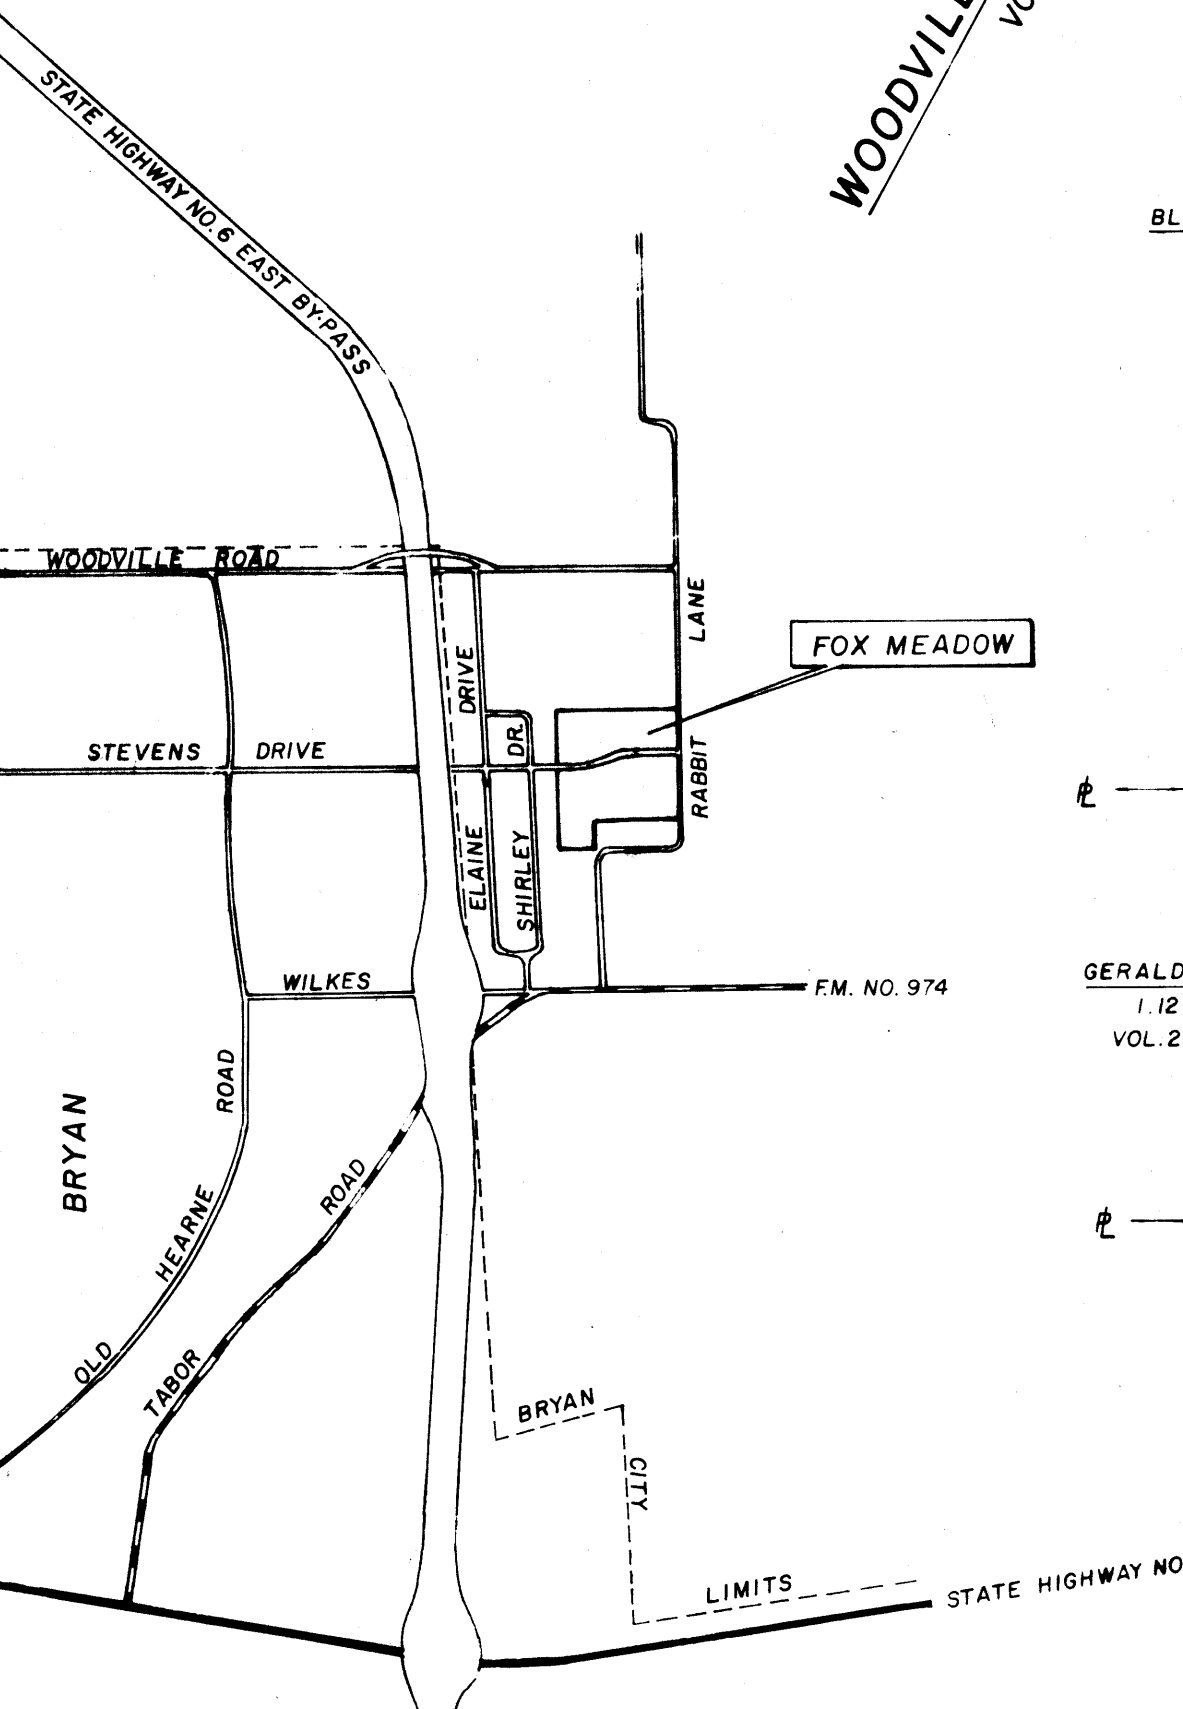 WOODVILL
VO
STATE HIGHWAY NO. 6 EAST BY-PASS
BL
WOODVILLE ROAD
LANE
FOX MEADOW
DRIVE
DR.
STEVENS DRIVE
RABBIT
℄
ELAINE
SHIRLEY
WILKES
F.M. NO. 974
GERALD
1.12
VOL. 2
ROAD
BRYAN
ROAD
HEARNE
℄
OLD
TABOR
BRYAN
CITY
LIMITS
STATE HIGHWAY NO